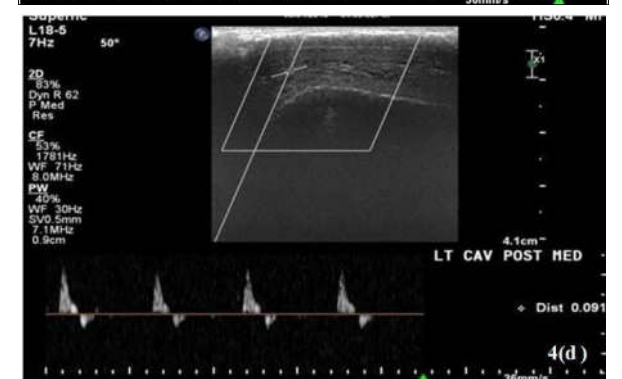 50mm/s
Superfic
L18-5
7Hz 50°
2D
83%
Dyn R 62
P Med
Res
CF
53%
1781Hz
WF 71Hz
8.0MHz
PW
40%
WF 30Hz
SV0.5mm
7.1MHz
0.9cm
X1
4.1cm
LT CAV POST MED
Dist 0.091
4(d)
36mm/s